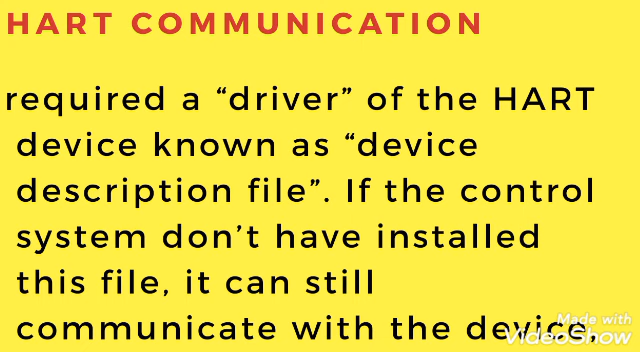 HART COMMUNICATION
required a “driver” of the HART
device known as “device
description file”. If the control
system don’t have installed
this file, it can still
communicate with the device,
Made with
VideoShow